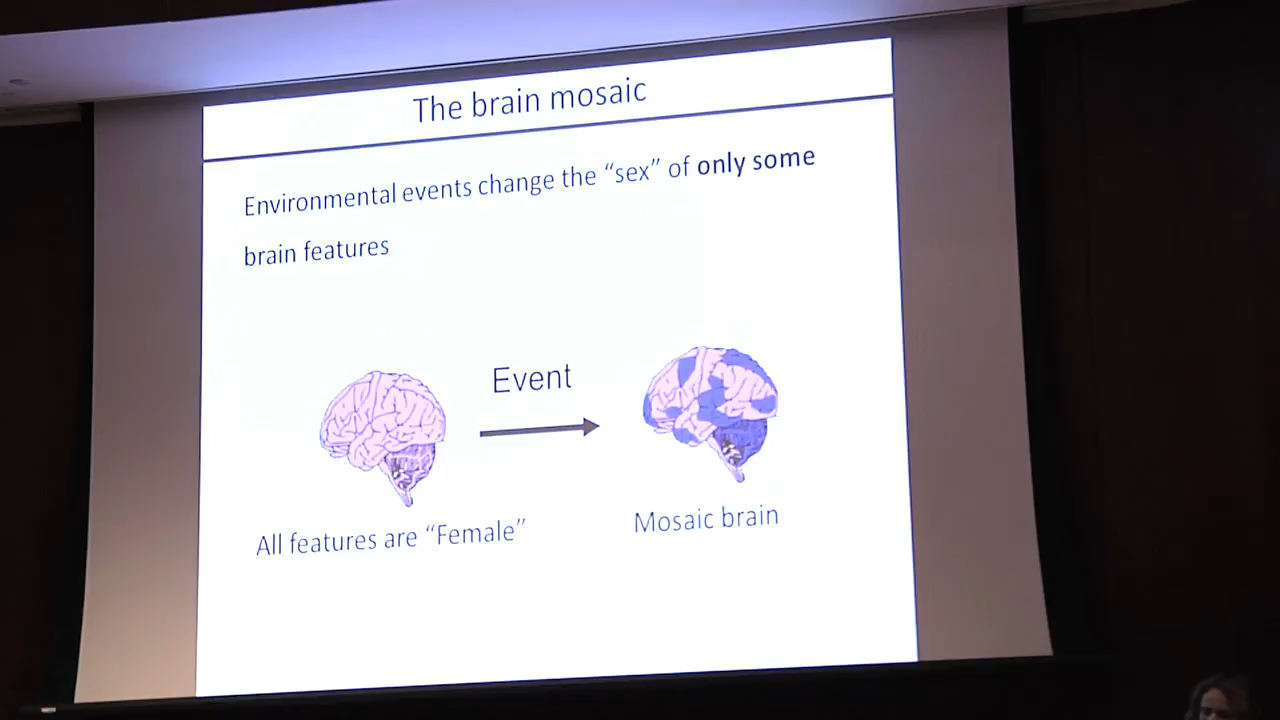 The brain mosaic
Environmental events change the “sex” of only some
brain features
Event
All features are “Female”
Mosaic brain